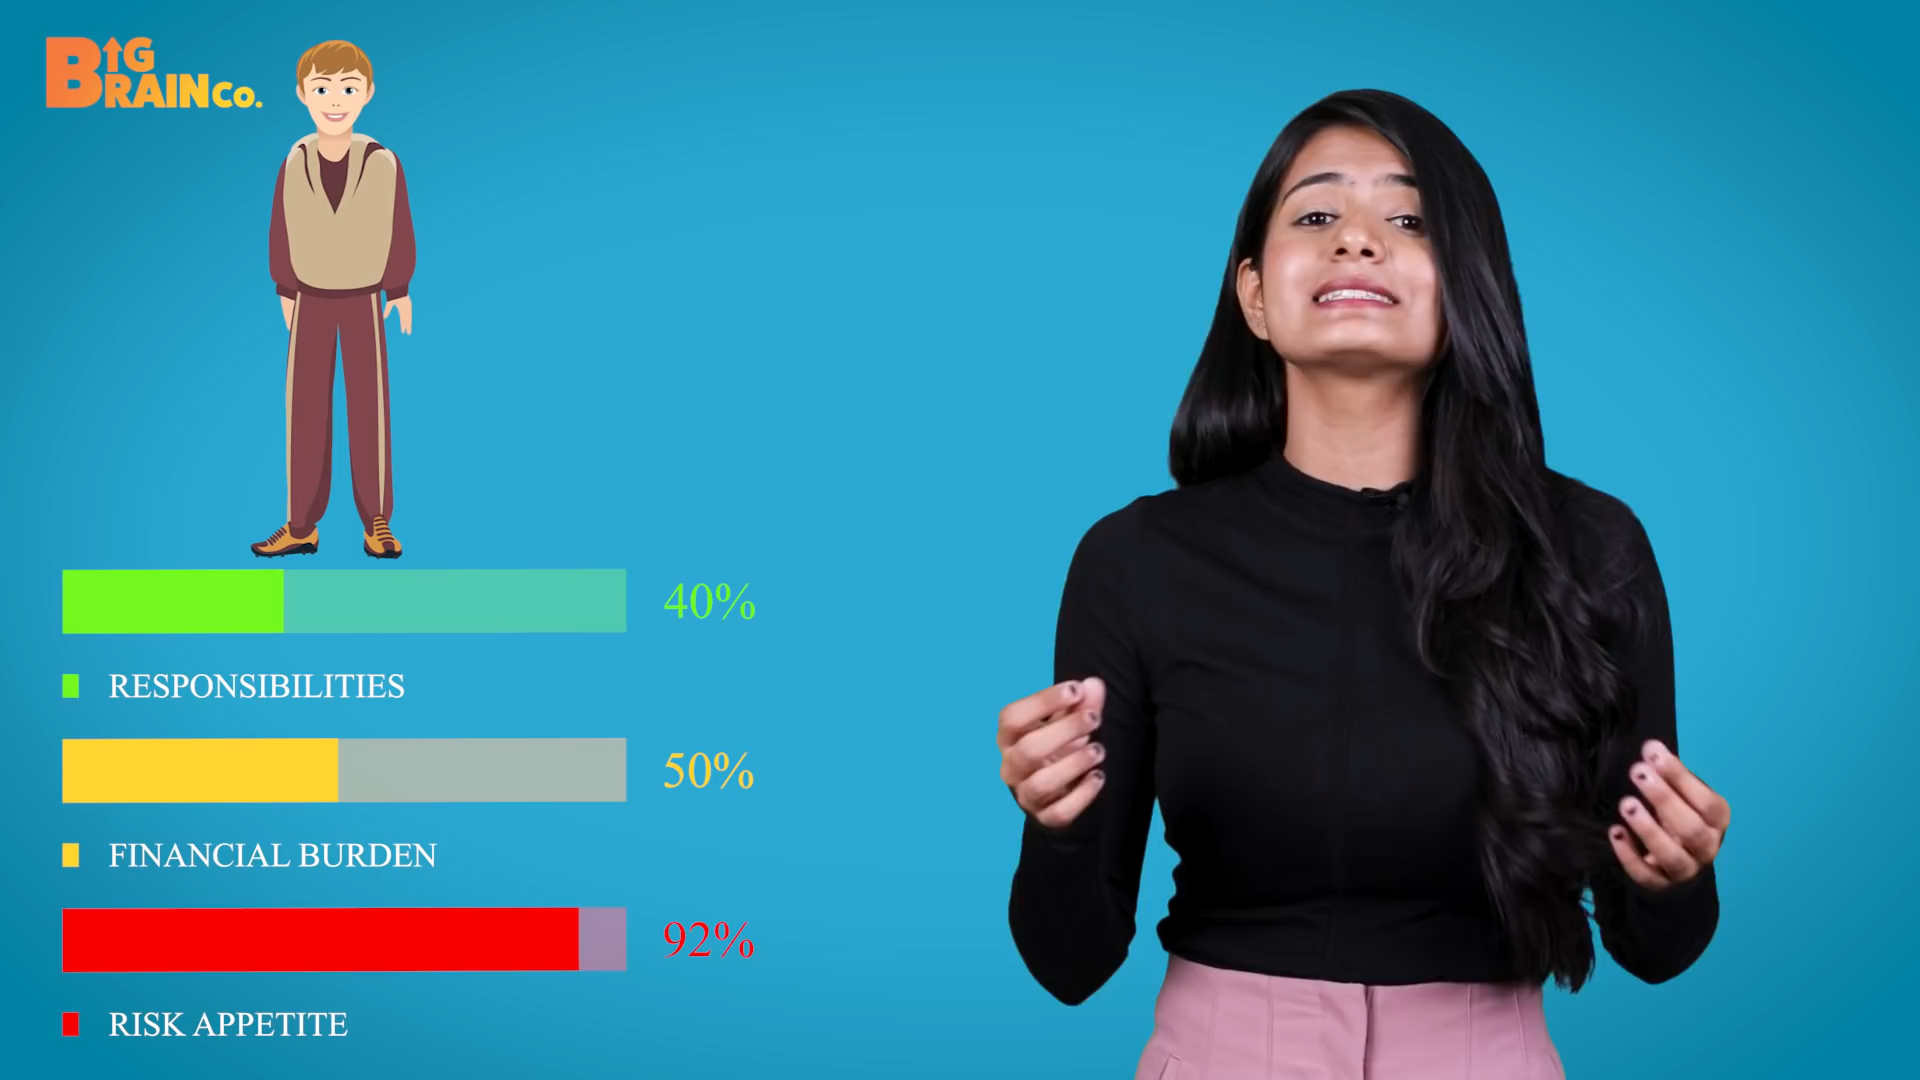 BIG
BRAIN CO.
40%
RESPONSIBILITIES
50%
FINANCIAL BURDEN
92%
RISK APPETITE